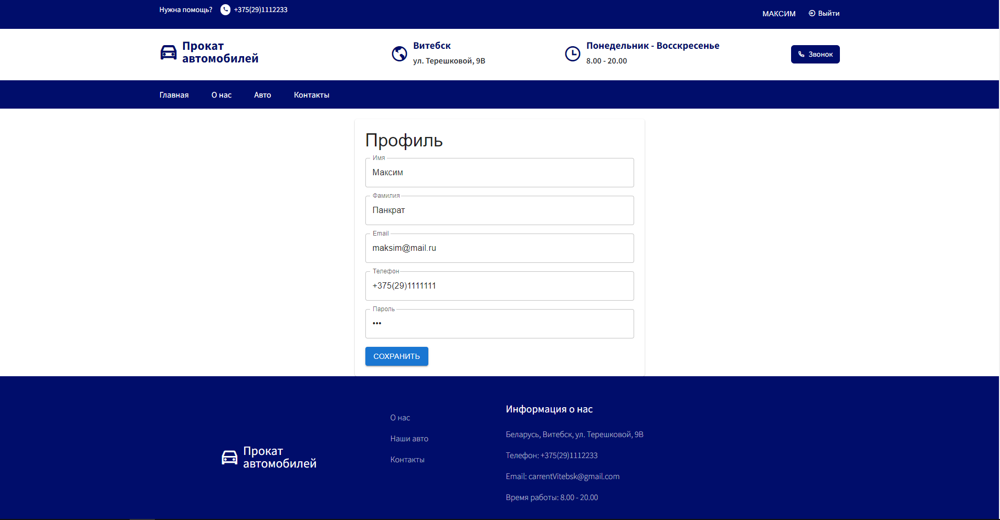 Нужна помощь? +375(29)1112233
МАКСИМ Выйти
Прокат
автомобилей
Витебск
ул. Терешковой, 9В
Понедельник - Восскресенье
8.00 - 20.00
Звонок
Главная О нас Авто Контакты
Профиль
Имя
Максим
Фамилия
Панкрат
Email
maksim@mail.ru
Телефон
+375(29)1111111
Пароль
•••
СОХРАНИТЬ
Прокат
автомобилей
О нас
Наши авто
Контакты
Информация о нас
Беларусь, Витебск, ул. Терешковой, 9В
Телефон: +375(29)1112233
Email: carrentVitebsk@gmail.com
Время работы: 8.00 - 20.00